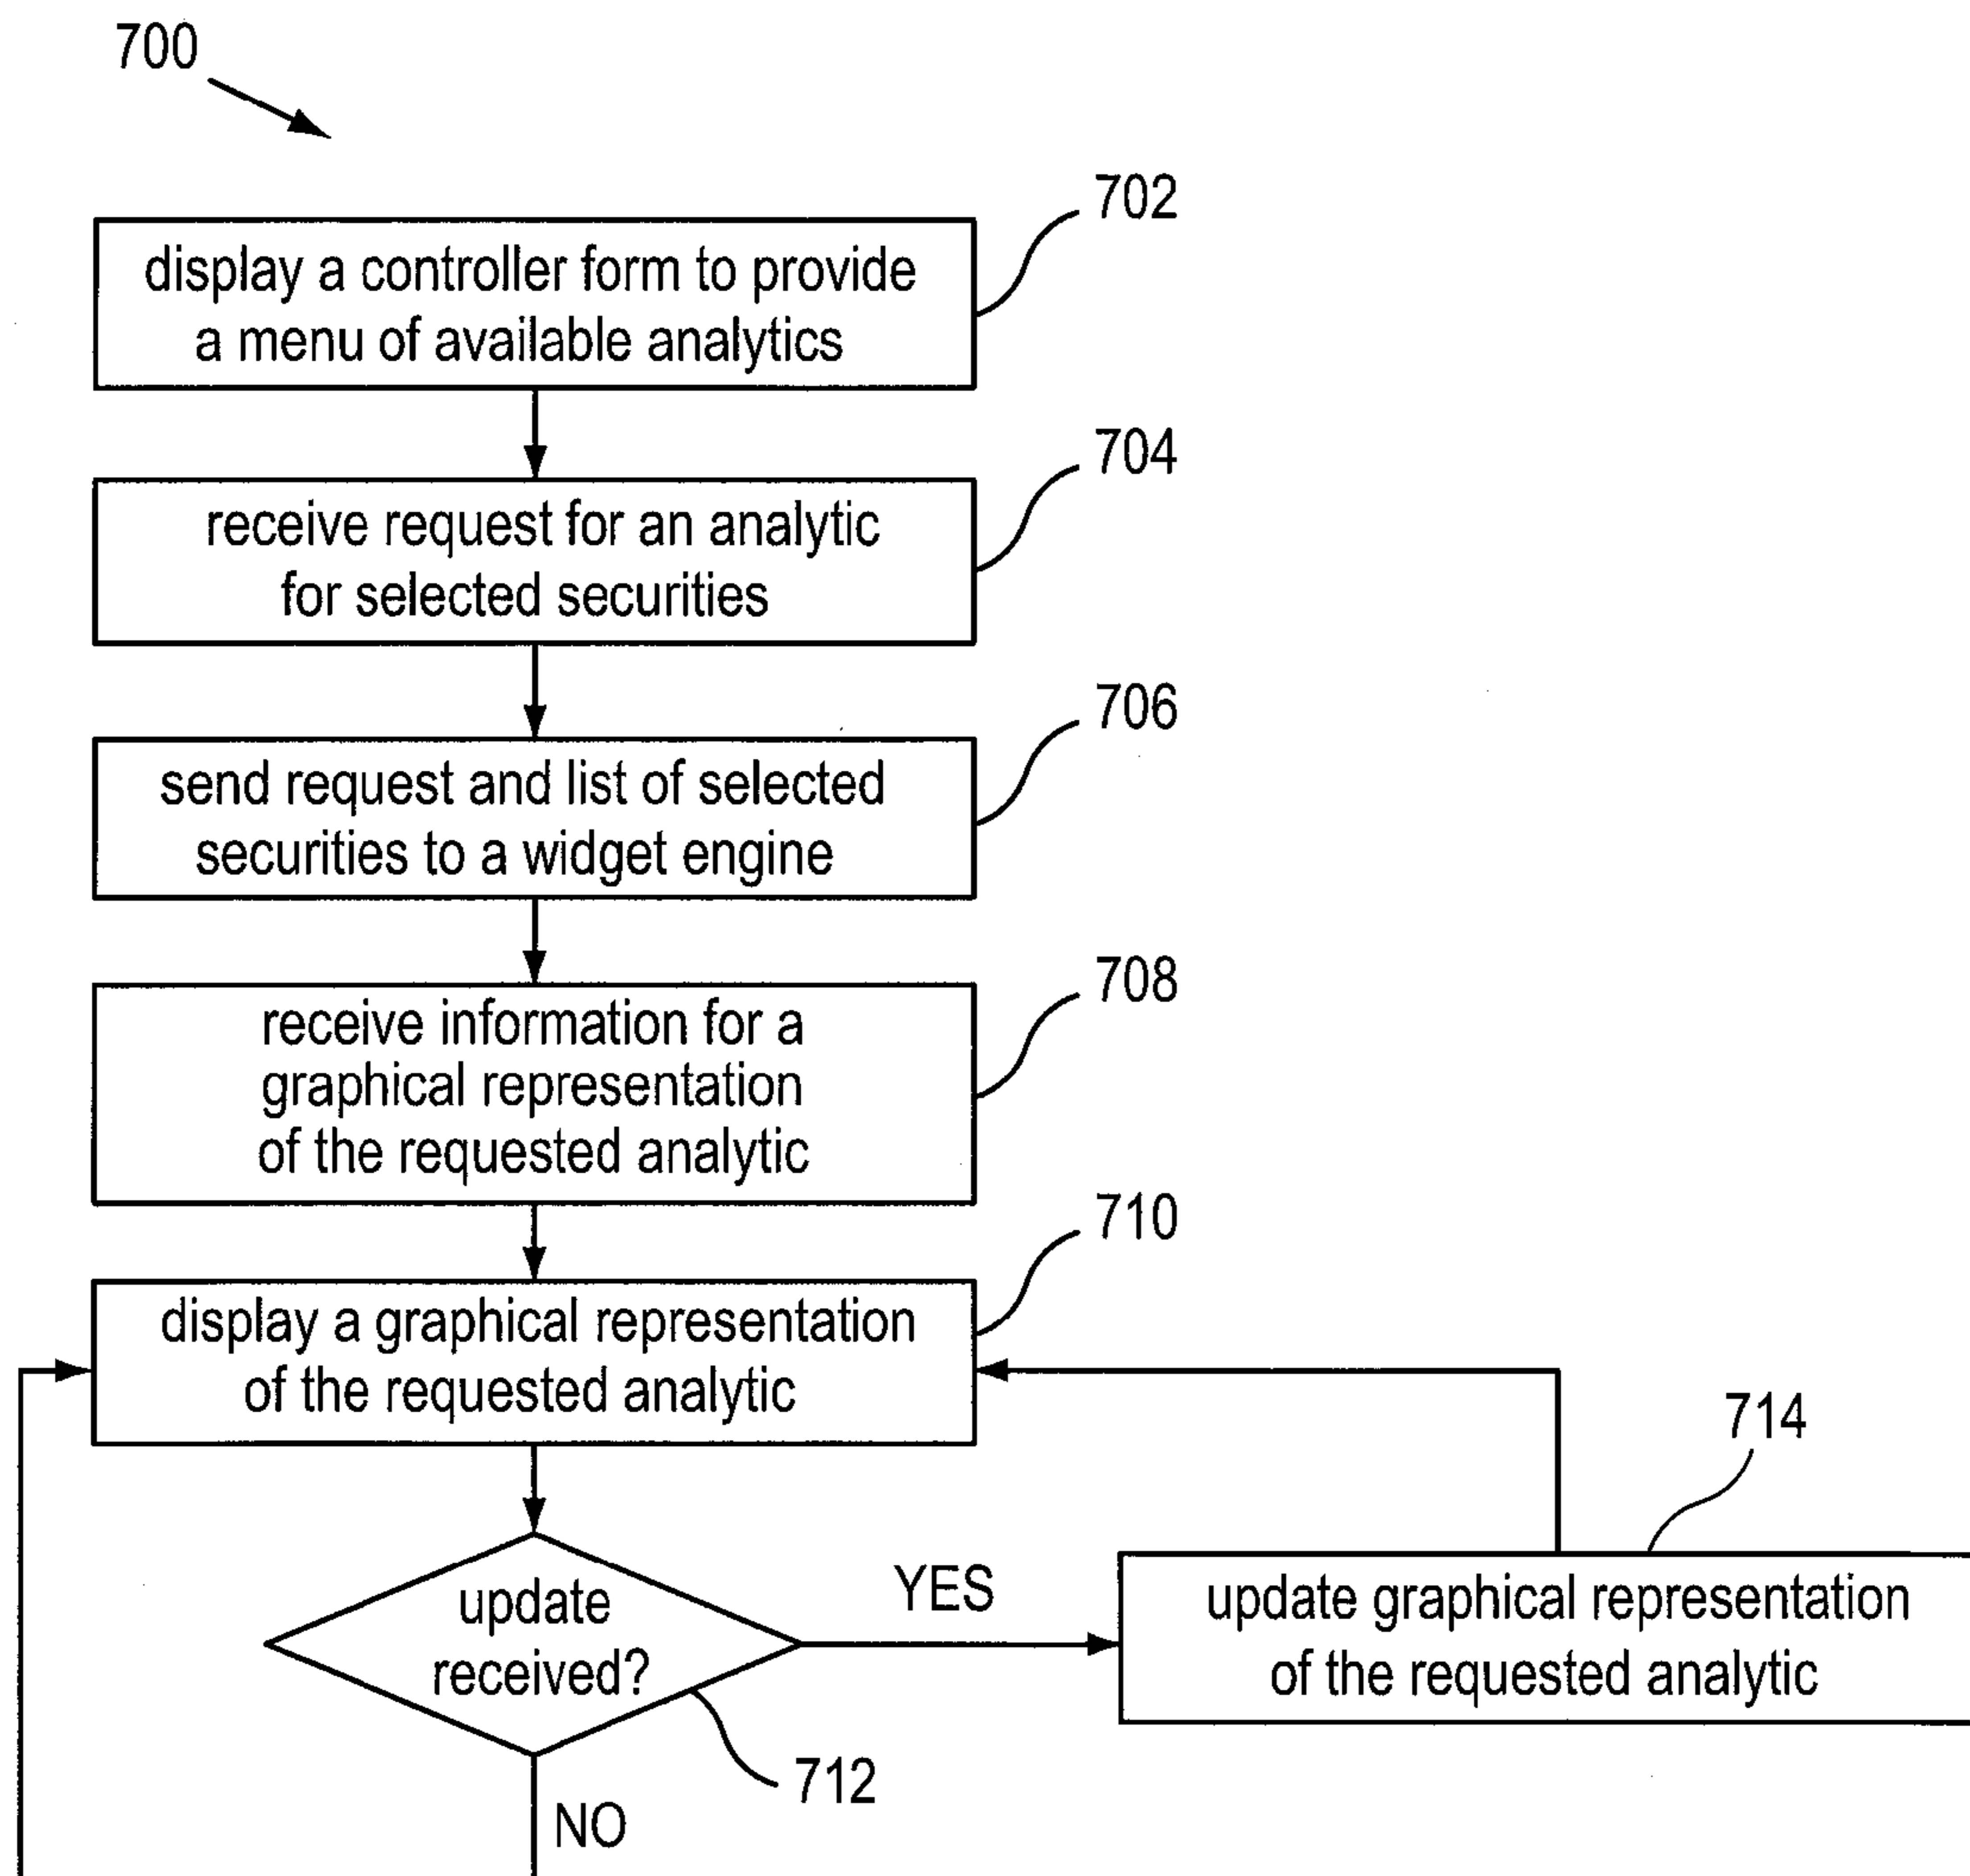 700
702
display a controller form to provide
a menu of available analytics
704
receive request for an analytic
for selected securities
706
send request and list of selected
securities to a widget engine
708
receive information for a
graphical representation
of the requested analytic
710
display a graphical representation
of the requested analytic
714
YES
update
received?
update graphical representation
of the requested analytic
712
NO